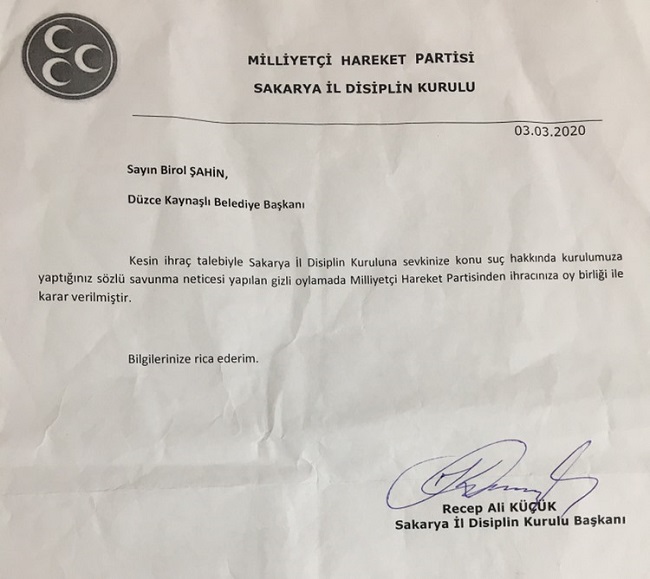 MİLLİYETÇİ HAREKET PARTİSİ
SAKARYA İL DİSİPLİN KURULU
03.03.2020
Sayın Birol ŞAHİN,
Düzce Kaynaşlı Belediye Başkanı
Kesin ihraç talebiyle Sakarya İl Disiplin Kuruluna sevkinize konu suç hakkında kurulumuza
yaptığınız sözlü savunma neticesi yapılan gizli oylamada Milliyetçi Hareket Partisinden ihracınıza oy birliği ile
karar verilmiştir.
Bilgilerinize rica ederim.
Recep Ali KÜÇÜK
Sakarya İl Disiplin Kurulu Başkanı